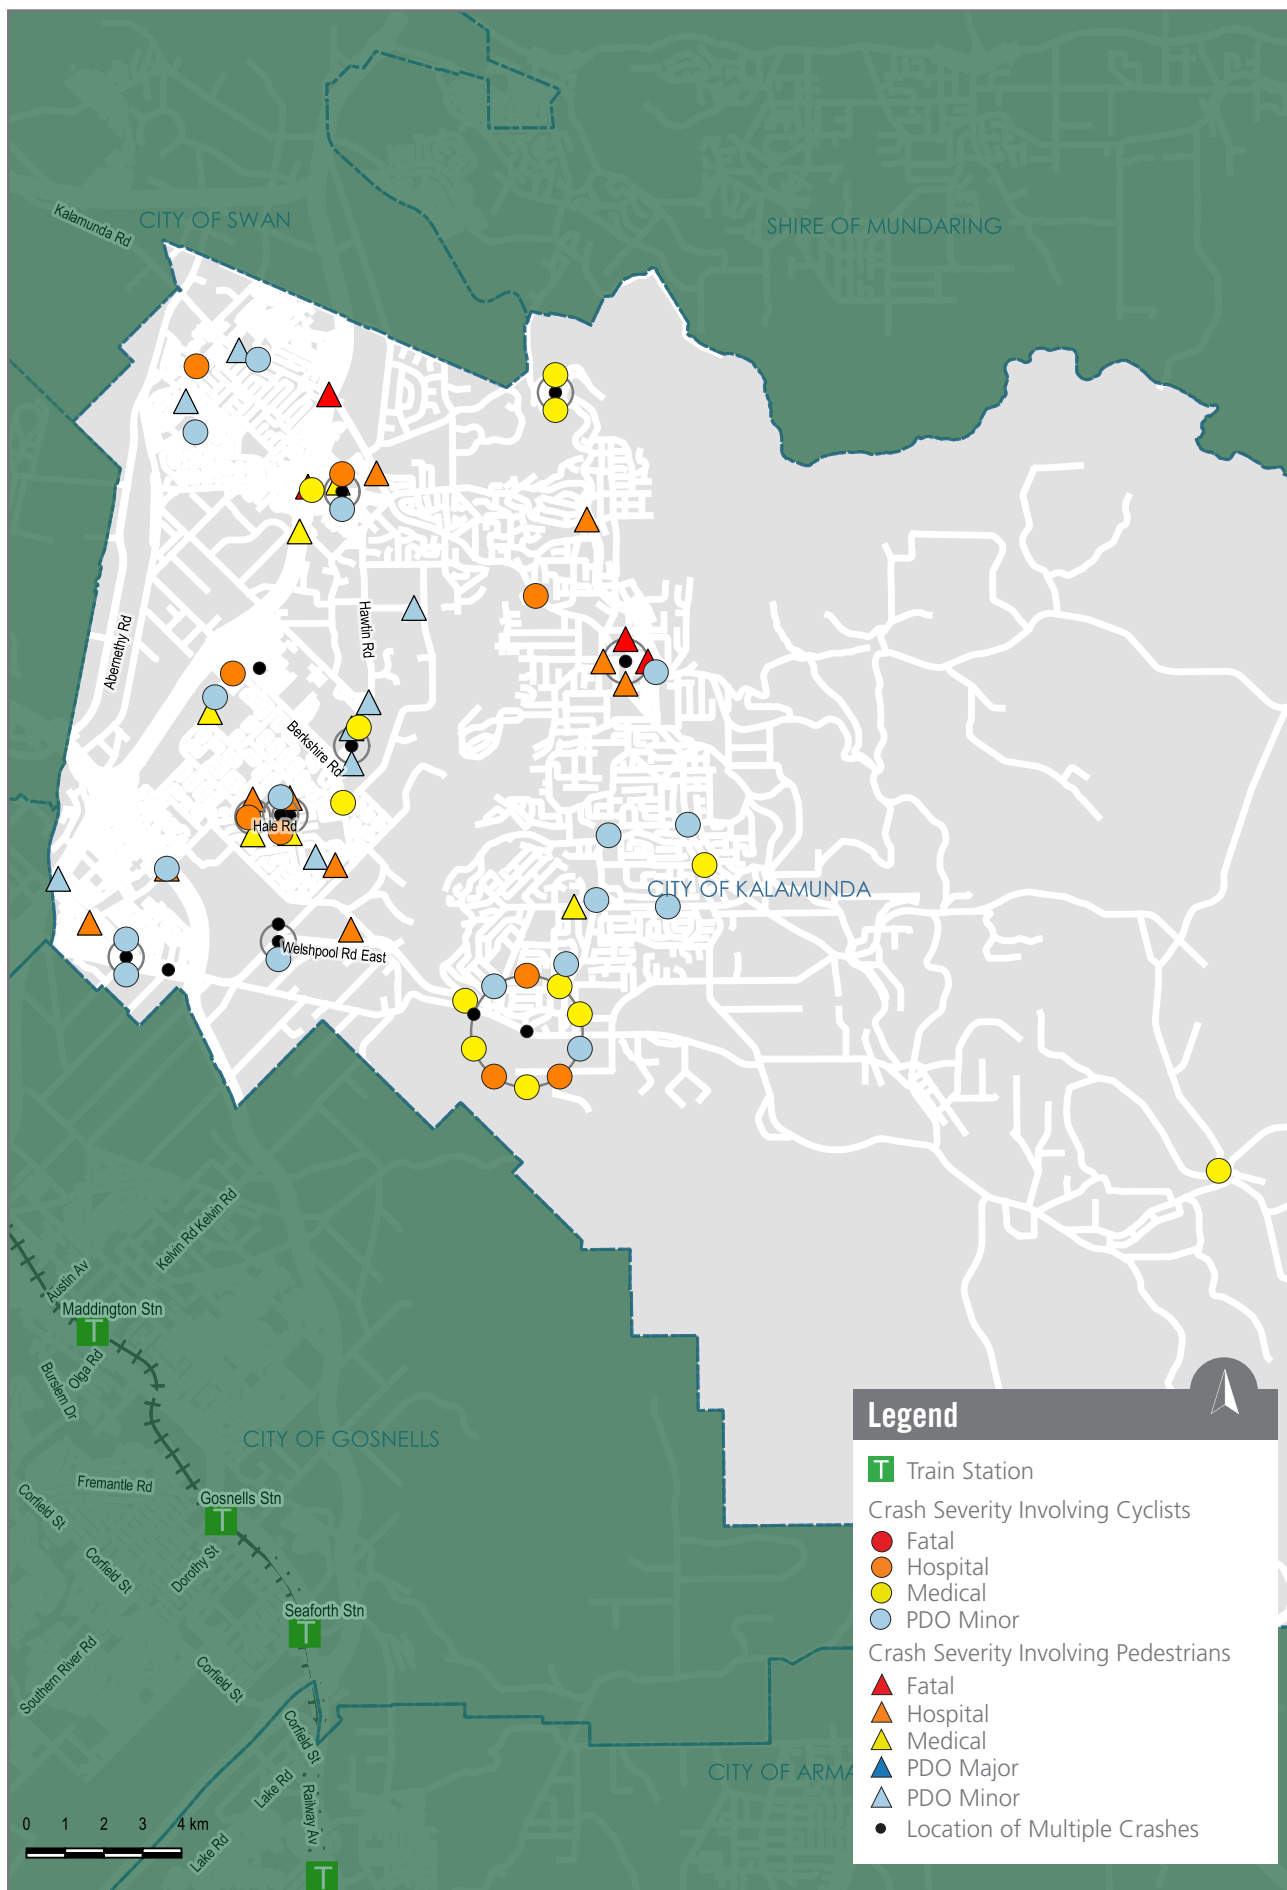 Kalamunda Rd
CITY OF SWAN
SHIRE OF MUNDARING
Abernethy Rd
Hawtin Rd
Berkshire Rd
Hale Rd
CITY OF KALAMUNDA
Welshpool Rd East
Kelvin Rd Kelvin Rd
Austin Av
Maddington Stn
T
Olga Rd
Burslem Dr
CITY OF GOSNELLS
Fremantle Rd
Corfield St
Gosnells Stn
T
Corfield St
Dorothy St
Seaforth Stn
T
Southern River Rd
Corfield St
Corfield St
Lake Rd
Railway Av
Lake Rd
T
CITY OF ARMA
0 1 2 3 4 km
Legend
T Train Station
Crash Severity Involving Cyclists
Fatal
Hospital
Medical
PDO Minor
Crash Severity Involving Pedestrians
Fatal
Hospital
Medical
PDO Major
PDO Minor
Location of Multiple Crashes